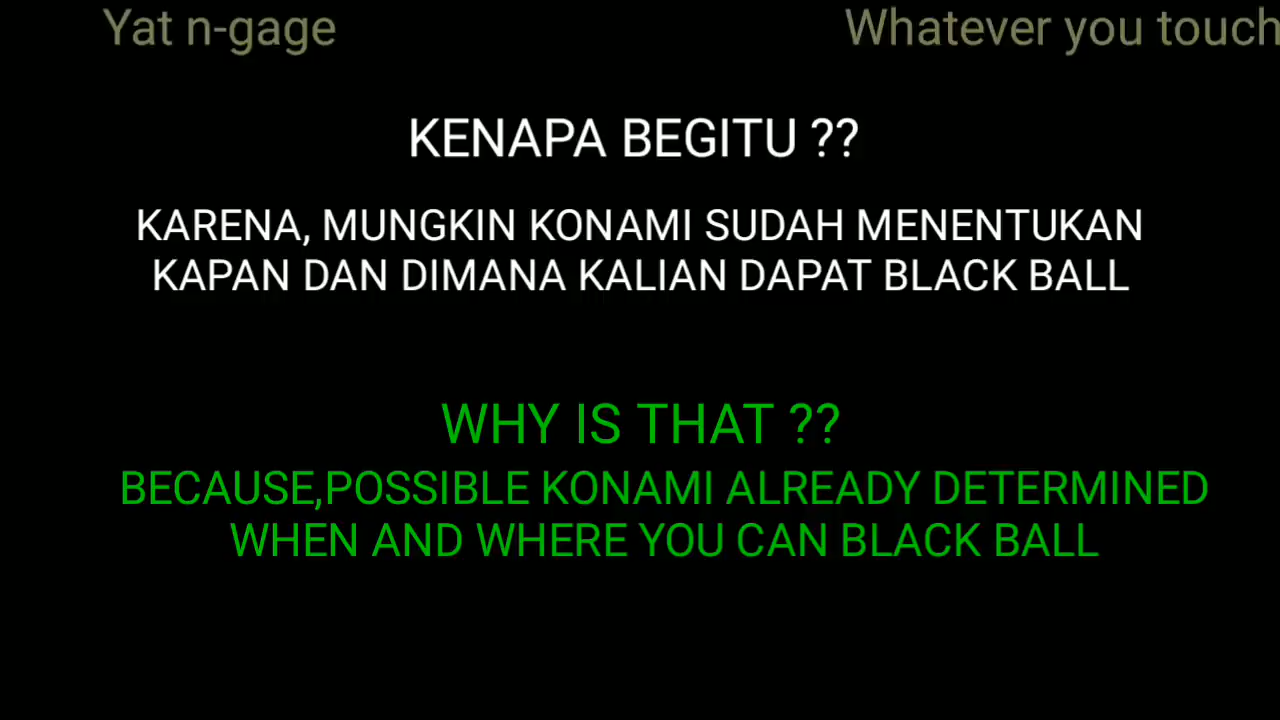 Yat n-gage
Whatever you touch
KENAPA BEGITU ??
KARENA, MUNGKIN KONAMI SUDAH MENENTUKAN
KAPAN DAN DIMANA KALIAN DAPAT BLACK BALL
WHY IS THAT ??
BECAUSE,POSSIBLE KONAMI ALREADY DETERMINED
WHEN AND WHERE YOU CAN BLACK BALL